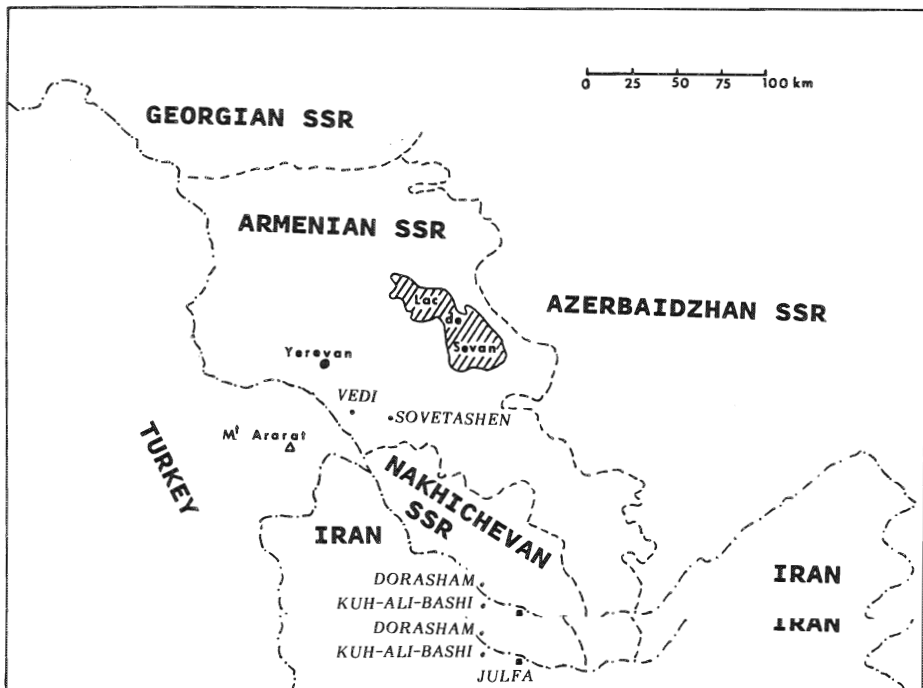 0 25 50 75 100 km
GEORGIAN SSR
ARMENIAN SSR
AZERBAIDZHAN SSR
Lac
de
Sevan
Yerevan
VEDI
SOVETASHEN
Mt Ararat
TURKEY
NAKHICHEVAN
SSR
IRAN
DORASHAM
IRAN
KUH-ALI-BASHI
IRAN
DORASHAM
KUH-ALI-BASHI
JULFA